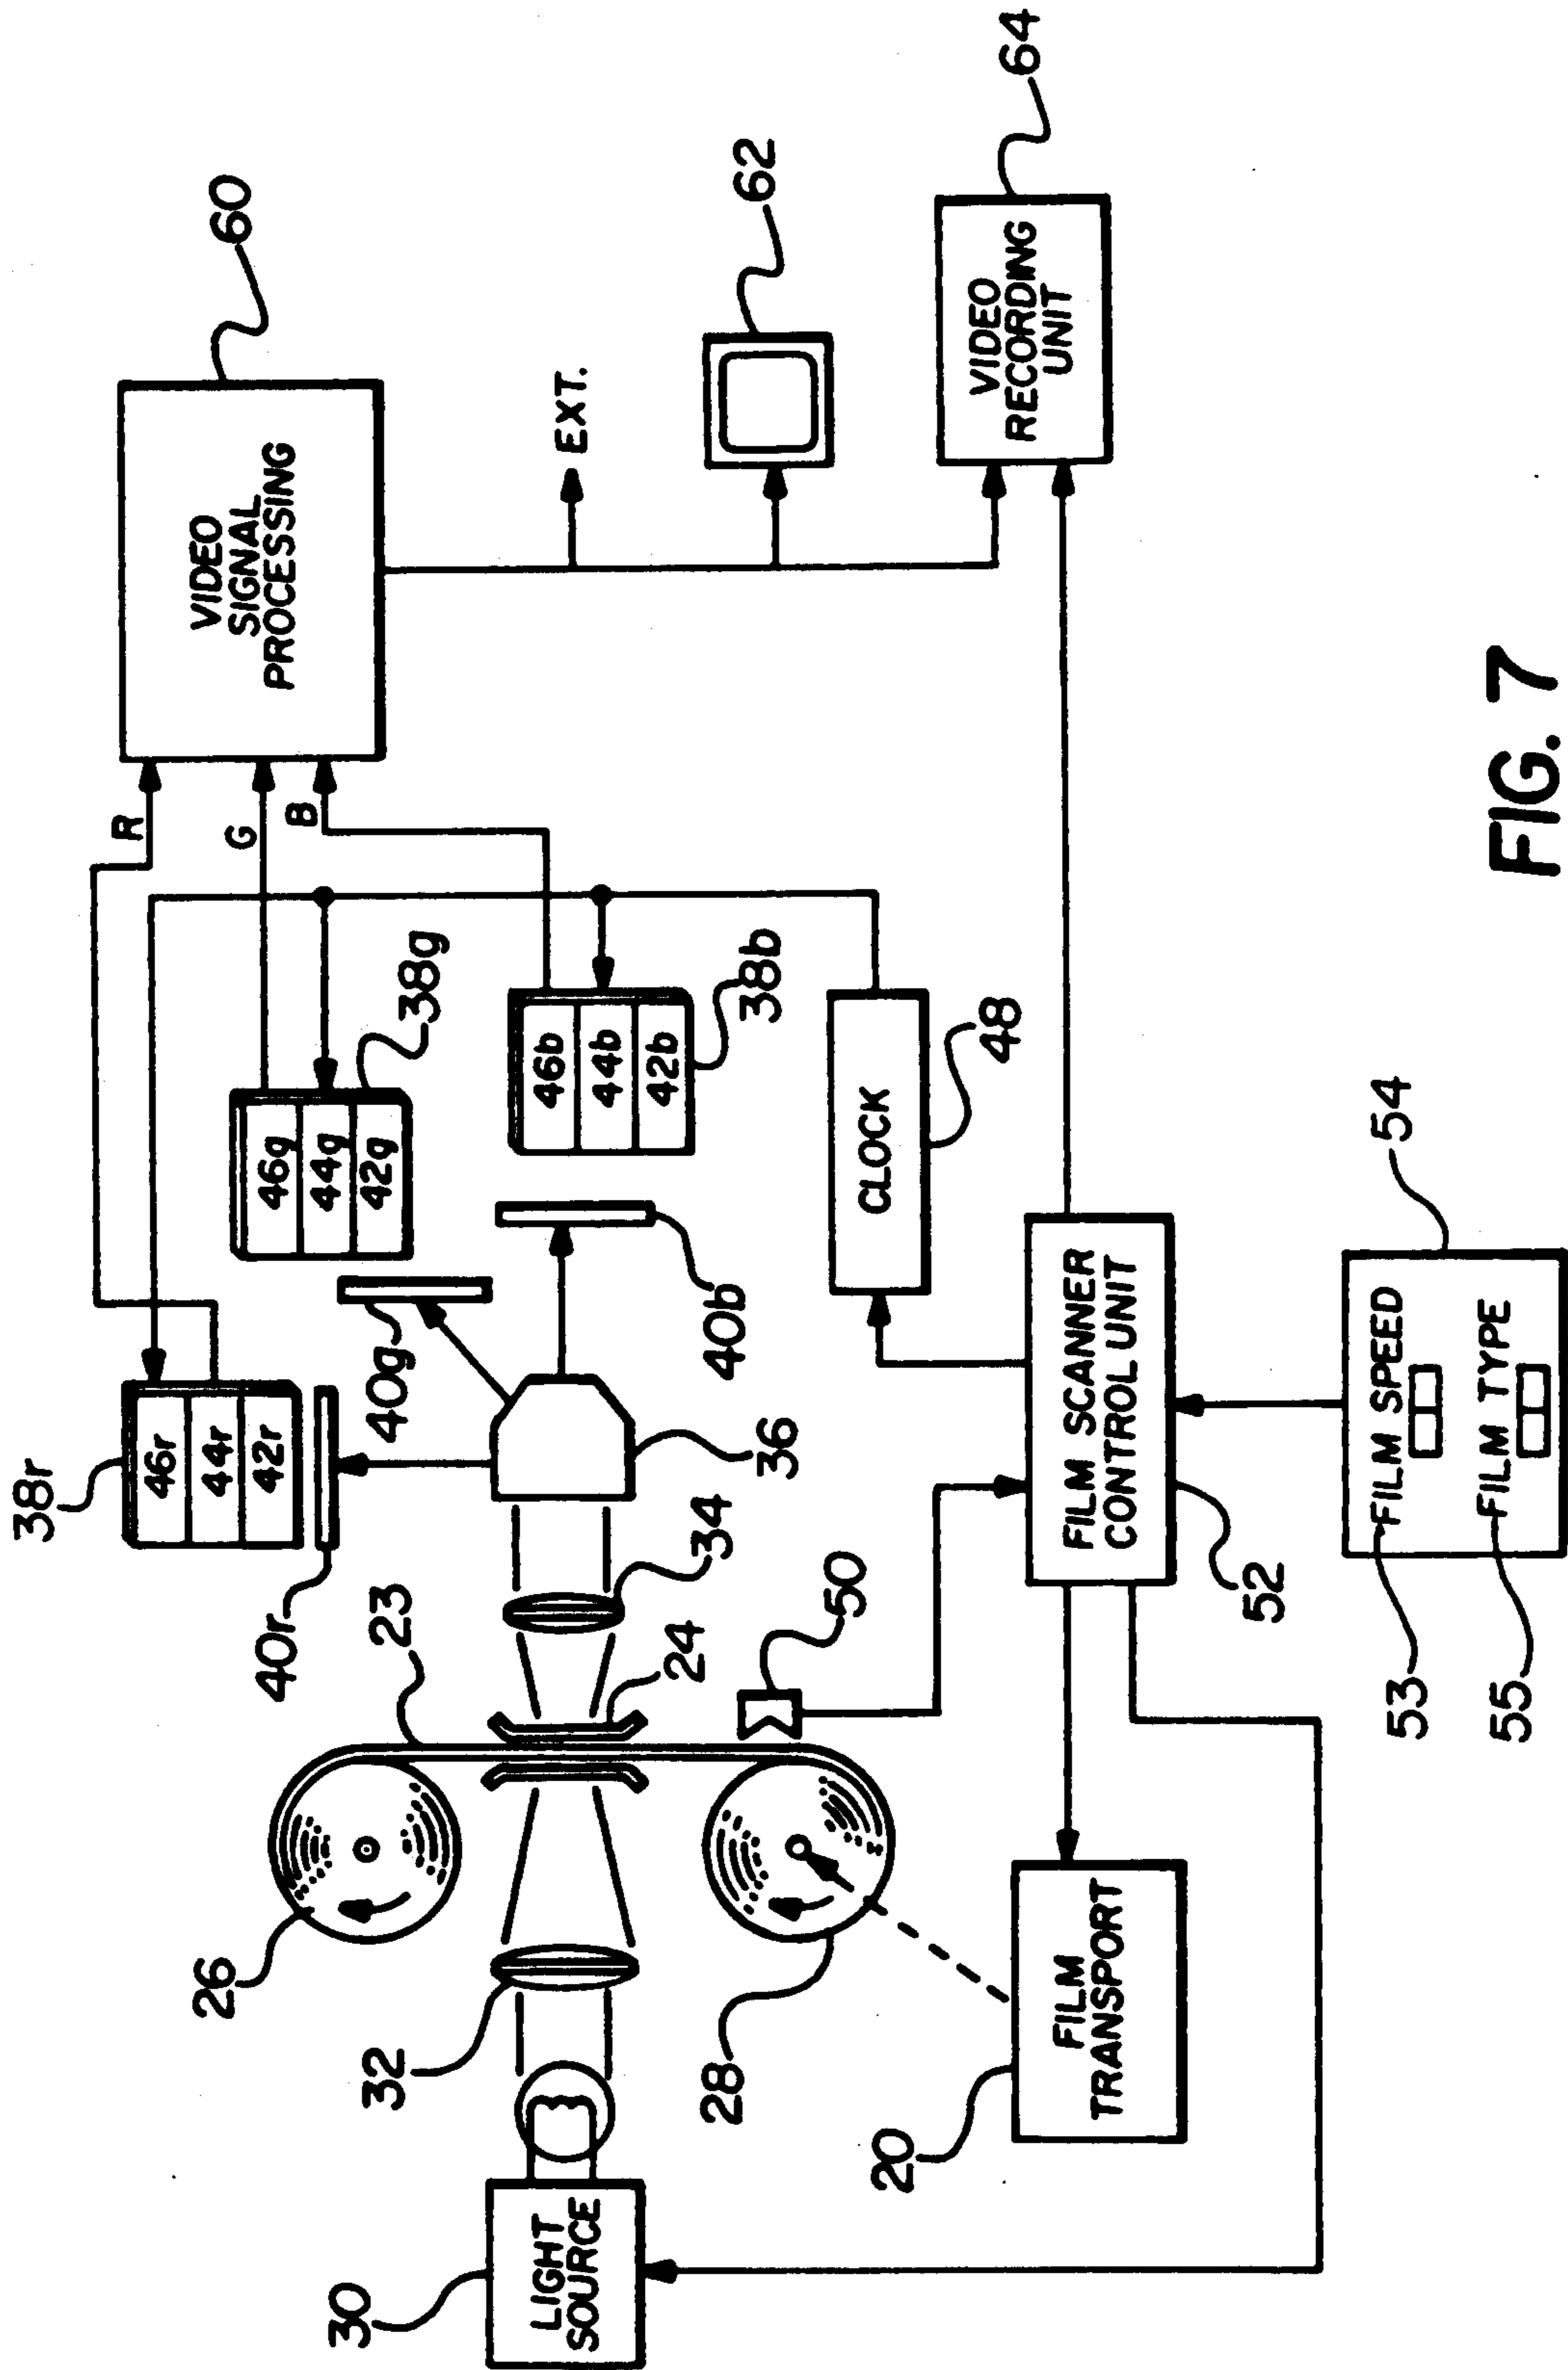 38r
46r
44r
42r
40r
R
G
B
VIDEO
SIGNAL
PROCESSING
60
46g
44g
42g
38g
40g
26
23
32
34
36
40b
46b
44b
42b
38b
EXT.
62
30
LIGHT
SOURCE
28
24
50
CLOCK
48
VIDEO
RECORDING
UNIT
64
20
FILM
TRANSPORT
FILM SCANNER
CONTROL UNIT
52
53
FILM SPEED
54
55
FILM TYPE
FIG. 7